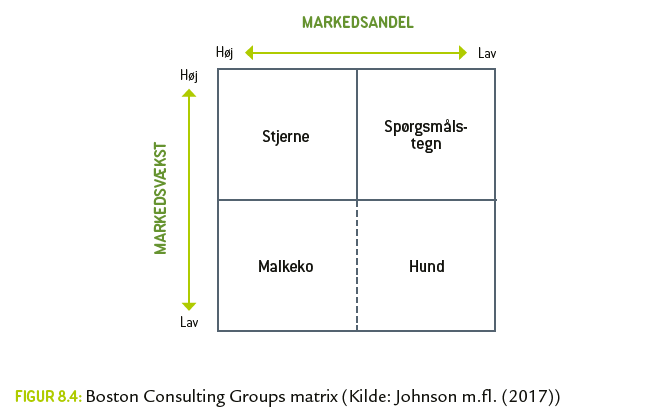 MARKEDSANDEL
Høj
Lav
Høj
MARKEDSVÆKST
Stjerne
Spørgsmåls-
tegn
Malkeko
Hund
Lav
FIGUR 8.4: Boston Consulting Groups matrix (Kilde: Johnson m.fl. (2017))